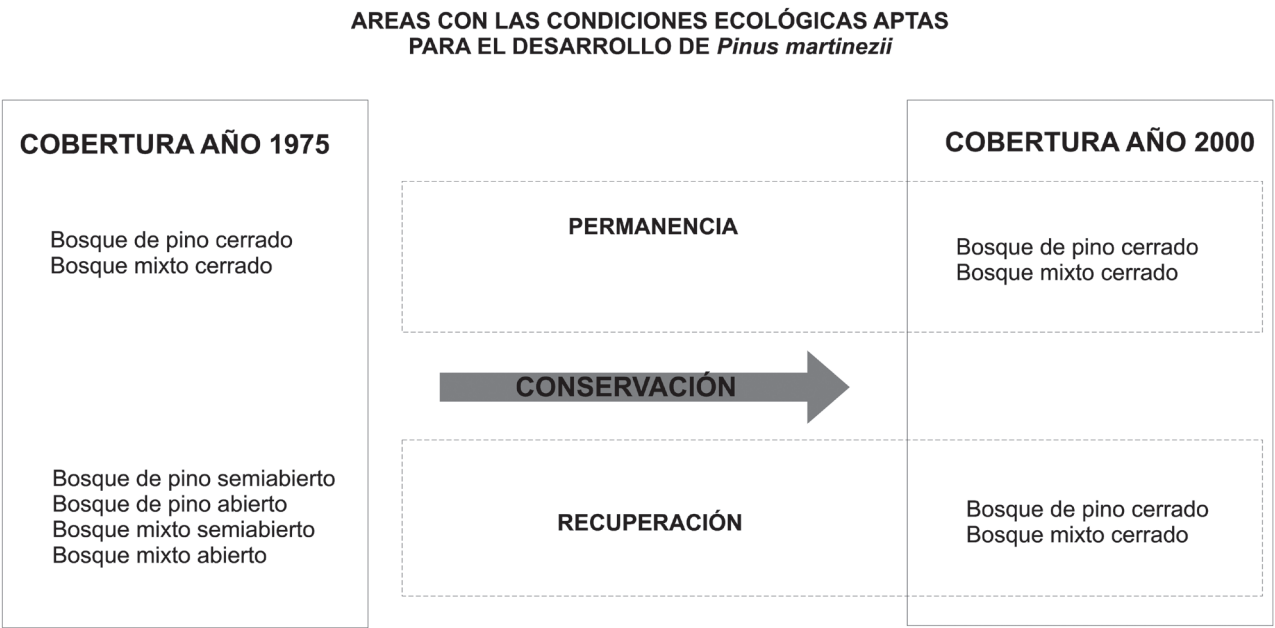 AREAS CON LAS CONDICIONES ECOLÓGICAS APTAS
PARA EL DESARROLLO DE Pinus martinezii
COBERTURA AÑO 1975
COBERTURA AÑO 2000
PERMANENCIA
Bosque de pino cerrado
Bosque mixto cerrado
Bosque de pino cerrado
Bosque mixto cerrado
CONSERVACIÓN
Bosque de pino semiabierto
Bosque de pino abierto
Bosque mixto semiabierto
Bosque mixto abierto
RECUPERACIÓN
Bosque de pino cerrado
Bosque mixto cerrado